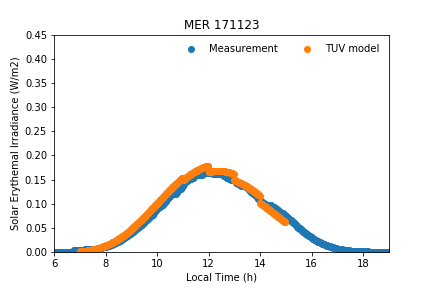 MER 171123
Measurement
TUV model
Solar Erythemal Irradiance (W/m2)
0.45
0.40
0.35
0.30
0.25
0.20
0.15
0.10
0.05
0.00
6 8 10 12 14 16 18
Local Time (h)